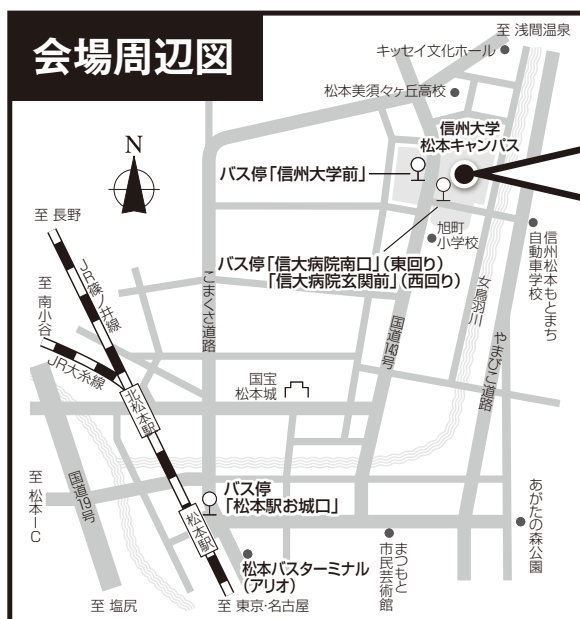 会場周辺図
至 浅間温泉
キッセイ文化ホール
松本美須々ヶ丘高校
信州大学
松本キャンパス
N
バス停「信州大学前」
至 長野
旭町
小学校
バス停「信大病院南口」(東回り)
「信大病院玄関前」(西回り)
信州松本もとまち
自動車学校
至 南小谷
JR篠ノ井線
こまくさ道路
国道143号
女鳥羽川
やまびこ道路
JR大糸線
国宝
松本城
北松本駅
至 松本IC
国道19号
バス停
「松本駅お城口」
松本駅
あがたの森公園
松本バスターミナル
(アリオ)
まつもと
市民芸術館
至 塩尻
至 東京・名古屋